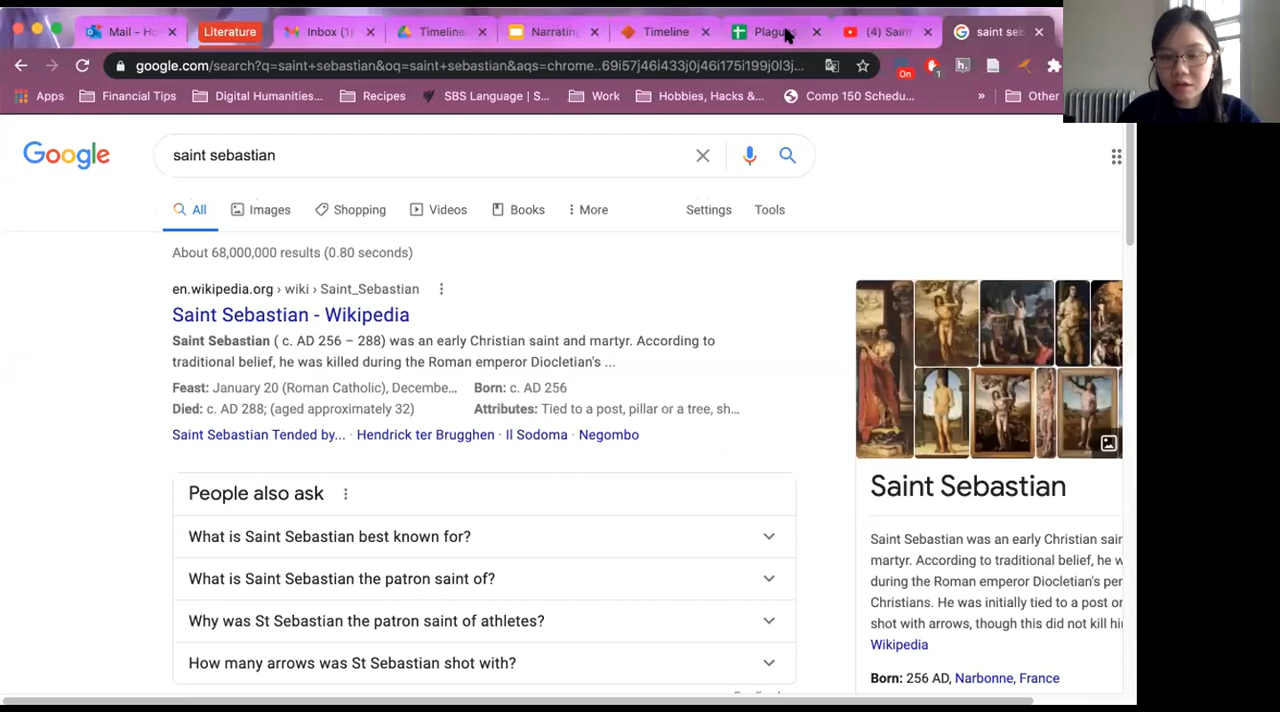 Mail - Ho
Literature
Inbox (1)
Timeline
Narratin
Timeline
Plagu
(4) Saint
saint seb
google.com/search?q=saint+sebastian&oq=saint+sebastian&aqs=chrome..69i57j46i433j0j46i175i199j0l3j...
On
1
Apps
Financial Tips
Digital Humanities...
Recipes
SBS Language | S...
Work
Hobbies, Hacks &...
Comp 150 Schedu...
»
Other
Google
saint sebastian
All
Images
Shopping
Videos
Books
More
Settings
Tools
About 68,000,000 results (0.80 seconds)
en.wikipedia.org › wiki › Saint_Sebastian
Saint Sebastian - Wikipedia
Saint Sebastian ( c. AD 256 – 288) was an early Christian saint and martyr. According to
traditional belief, he was killed during the Roman emperor Diocletian's ...
Feast: January 20 (Roman Catholic), Decembe...
Born: c. AD 256
Died: c. AD 288; (aged approximately 32)
Attributes: Tied to a post, pillar or a tree, sh...
Saint Sebastian Tended by... · Hendrick ter Brugghen · Il Sodoma · Negombo
People also ask
What is Saint Sebastian best known for?
What is Saint Sebastian the patron saint of?
Why was St Sebastian the patron saint of athletes?
How many arrows was St Sebastian shot with?
Saint Sebastian
Saint Sebastian was an early Christian sain
martyr. According to traditional belief, he w
during the Roman emperor Diocletian's per
Christians. He was initially tied to a post or
shot with arrows, though this did not kill hi
Wikipedia
Born: 256 AD, Narbonne, France